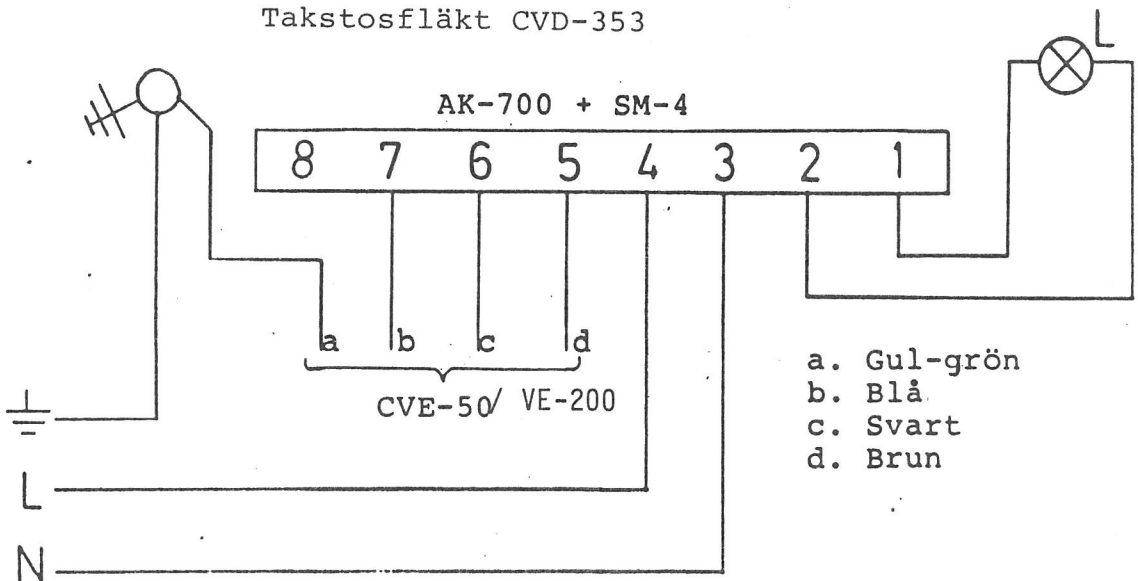 Takstosfläkt CVD-353
L
AK-700 + SM-4
8 7 6 5 4 3 2 1
a b c d
CVE-50/ VE-200
a. Gul-grön
b. Blå
c. Svart
d. Brun
L
N